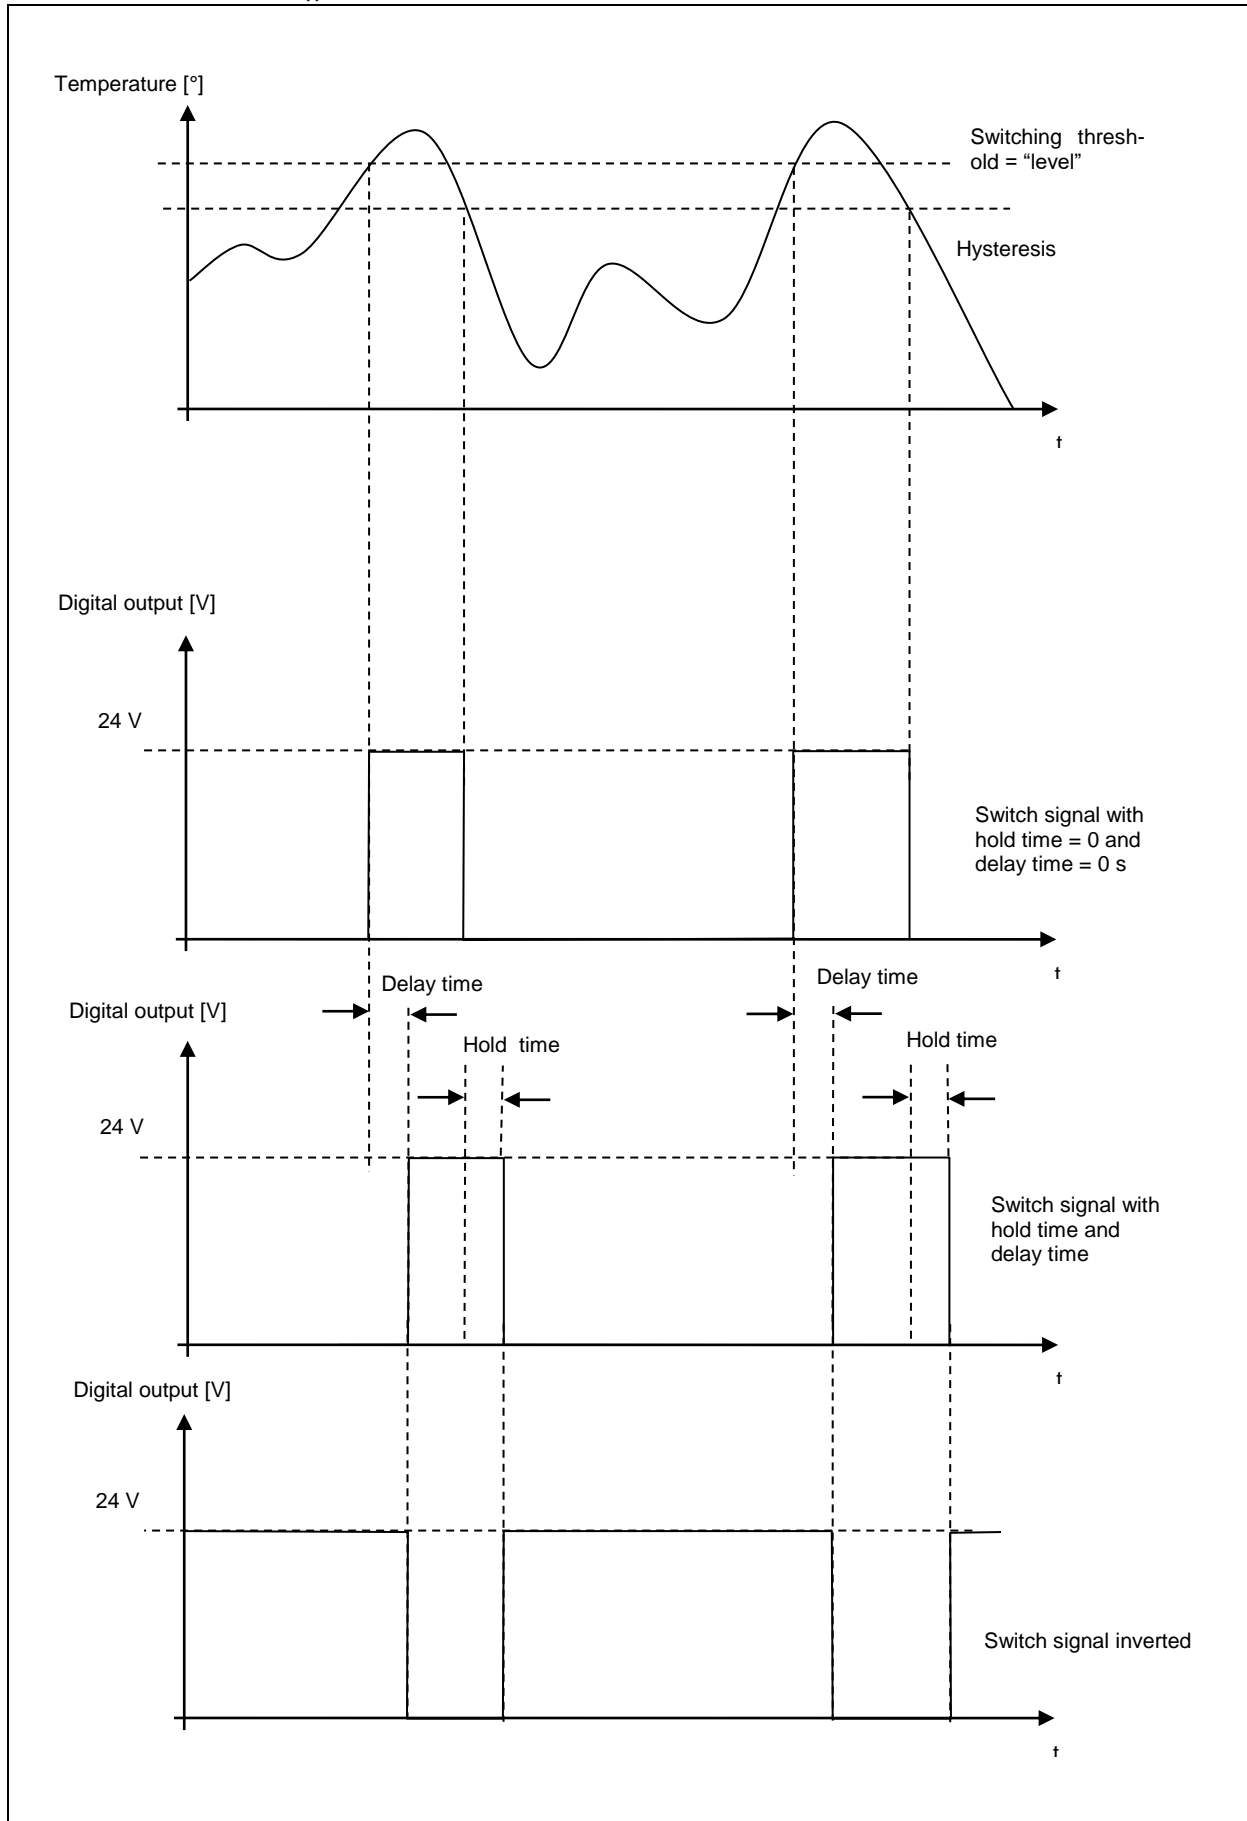 Temperature [°]
Switching thresh-
old = “level”
Hysteresis
t
Digital output [V]
24 V
Switch signal with
hold time = 0 and
delay time = 0 s
t
Delay time
Delay time
Digital output [V]
Hold time
Hold time
24 V
Switch signal with
hold time and
delay time
t
Digital output [V]
24 V
Switch signal inverted
t